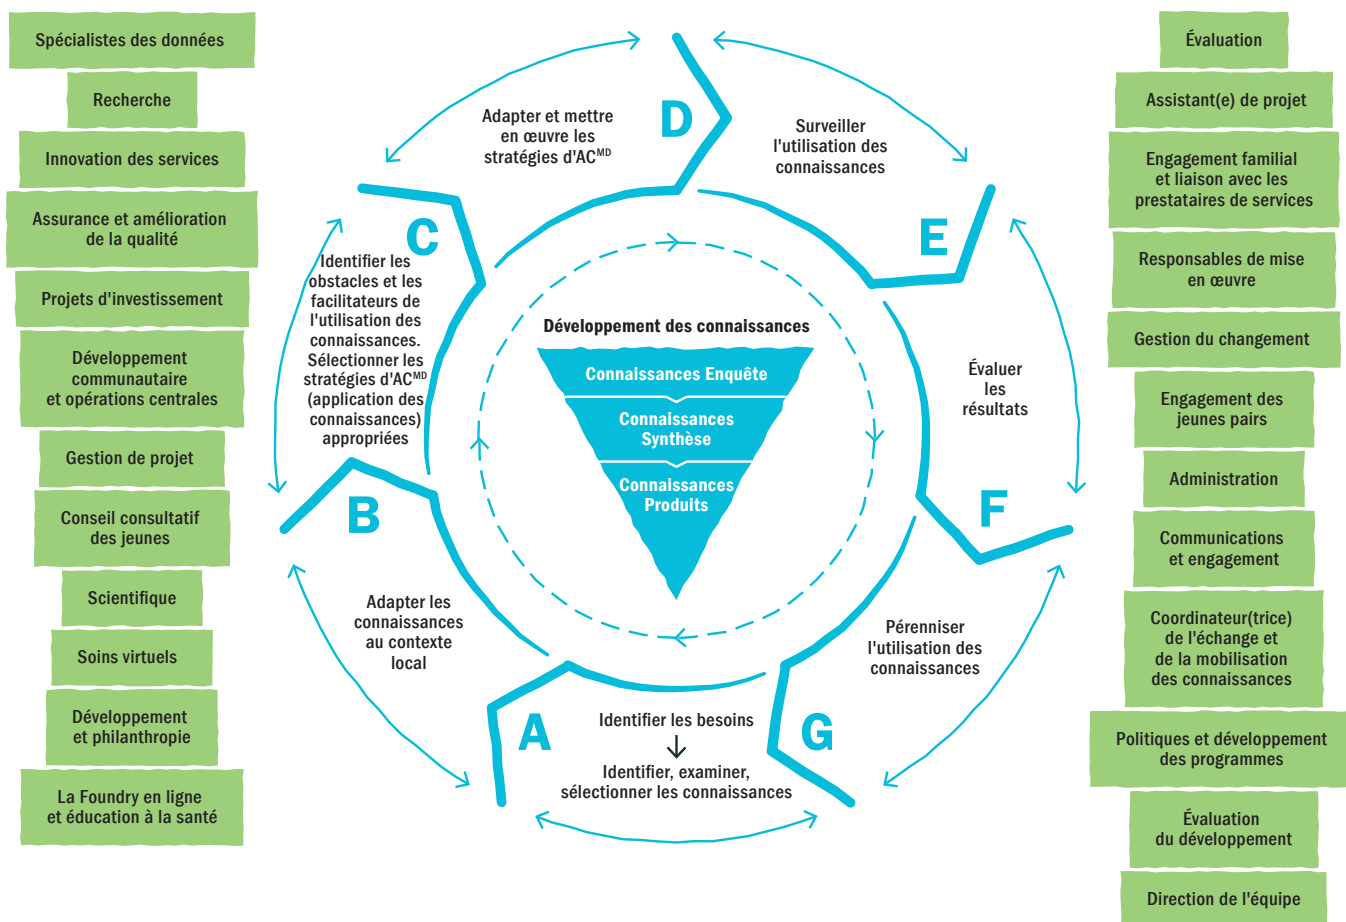 Spécialistes des données
Recherche
Innovation des services
Assurance et amélioration
de la qualité
Projets d'investissement
Développement
communautaire
et opérations centrales
Gestion de projet
Conseil consultatif
des jeunes
Scientifique
Soins virtuels
Développement
et philanthropie
La Foundry en ligne
et éducation à la santé
D
Adapter et mettre
en œuvre les
stratégies d'ACMD
Surveiller
l'utilisation des
connaissances
C
Identifier les
obstacles et les
facilitateurs de
l'utilisation des
connaissances.
Sélectionner les
stratégies d'ACMD
(application des
connaissances)
appropriées
E
Développement des connaissances
Connaissances Enquête
Connaissances
Synthèse
Connaissances
Produits
Évaluer
les
résultats
B
F
Adapter les
connaissances
au contexte
local
Pérenniser
l'utilisation des
connaissances
A
Identifier les besoins
Identifier, examiner,
sélectionner les connaissances
G
Évaluation
Assistant(e) de projet
Engagement familial
et liaison avec les
prestataires de services
Responsables de mise
en œuvre
Gestion du changement
Engagement des
jeunes pairs
Administration
Communications
et engagement
Coordinateur(trice)
de l'échange et
de la mobilisation
des connaissances
Politiques et développement
des programmes
Évaluation
du développement
Direction de l'équipe